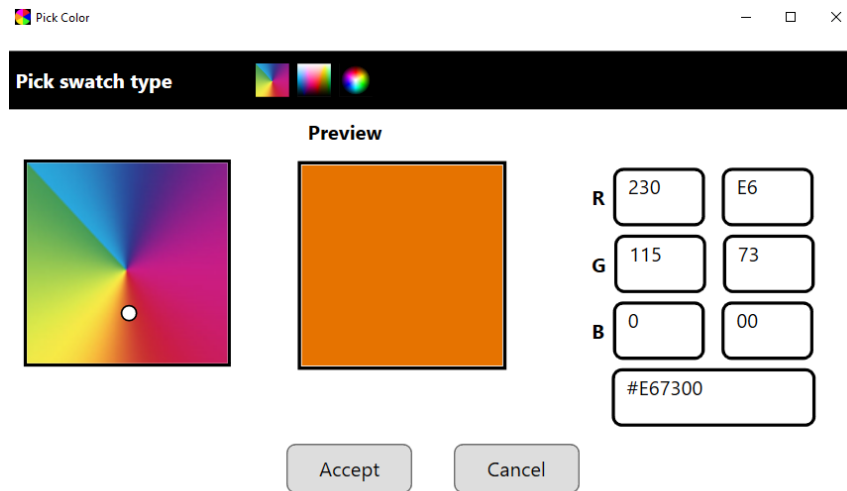 Pick Color
Pick swatch type
Preview
R 230 E6
G 115 73
B 0 00
#E67300
Accept Cancel